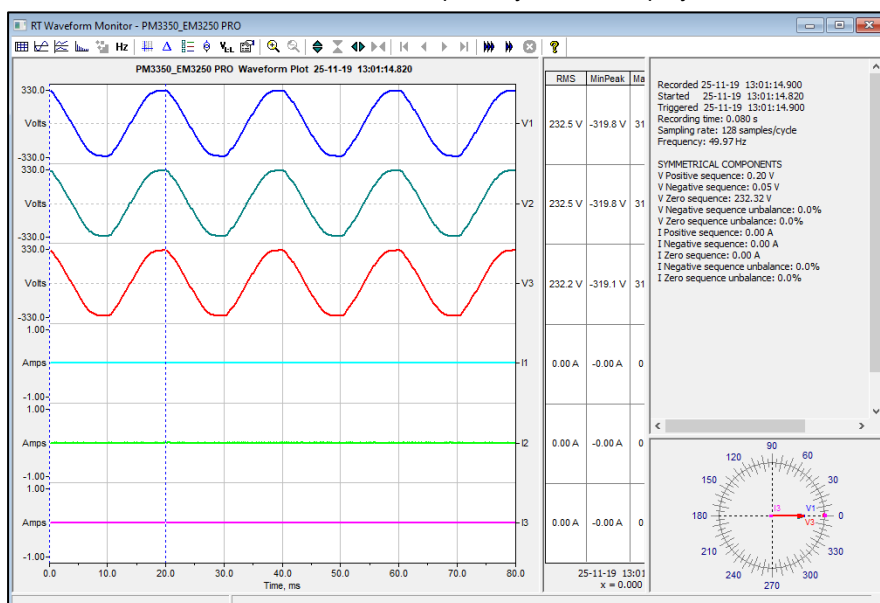 RT Waveform Monitor - PM3350_EM3250 PRO
Hz
Δ
V L:L
?
PM3350_EM3250 PRO Waveform Plot 25-11-19 13:01:14.820
330.0
Volts
-330.0
V1
330.0
Volts
-330.0
V2
330.0
Volts
-330.0
V3
1.00
Amps
-1.00
I1
1.00
Amps
-1.00
I2
1.00
Amps
-1.00
I3
0.0 10.0 20.0 30.0 40.0 50.0 60.0 70.0 80.0
Time, ms
RMS MinPeak Ma
232.5 V -319.8 V 31
232.5 V -319.8 V 31
232.2 V -319.1 V 31
0.00 A -0.00 A 0
0.00 A -0.00 A 0
0.00 A -0.00 A 0
25-11-19 13:01
x = 0.000
Recorded 25-11-19 13:01:14.900
Started 25-11-19 13:01:14.820
Triggered 25-11-19 13:01:14.900
Recording time: 0.080 s
Sampling rate: 128 samples/cycle
Frequency: 49.97 Hz
SYMMETRICAL COMPONENTS
V Positive sequence: 0.20 V
V Negative sequence: 0.05 V
V Zero sequence: 232.32 V
V Negative sequence unbalance: 0.0%
V Zero sequence unbalance: 0.0%
I Positive sequence: 0.00 A
I Negative sequence: 0.00 A
I Zero sequence: 0.00 A
I Negative sequence unbalance: 0.0%
I Zero sequence unbalance: 0.0%
90
120 60
150 30
I3 V1
180 0
V3
210 330
240 300
270